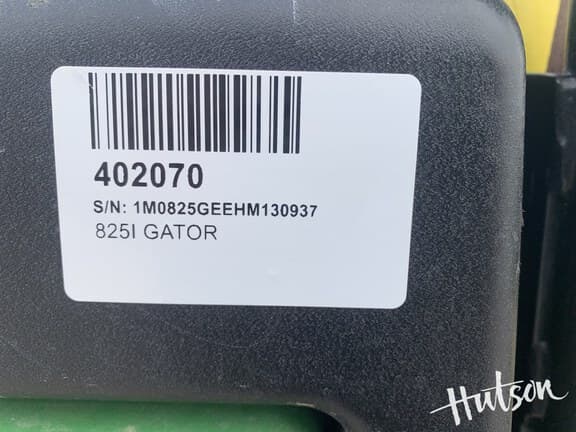 402070
S/N: 1M0825GEEHM130937
825I GATOR
Hutson